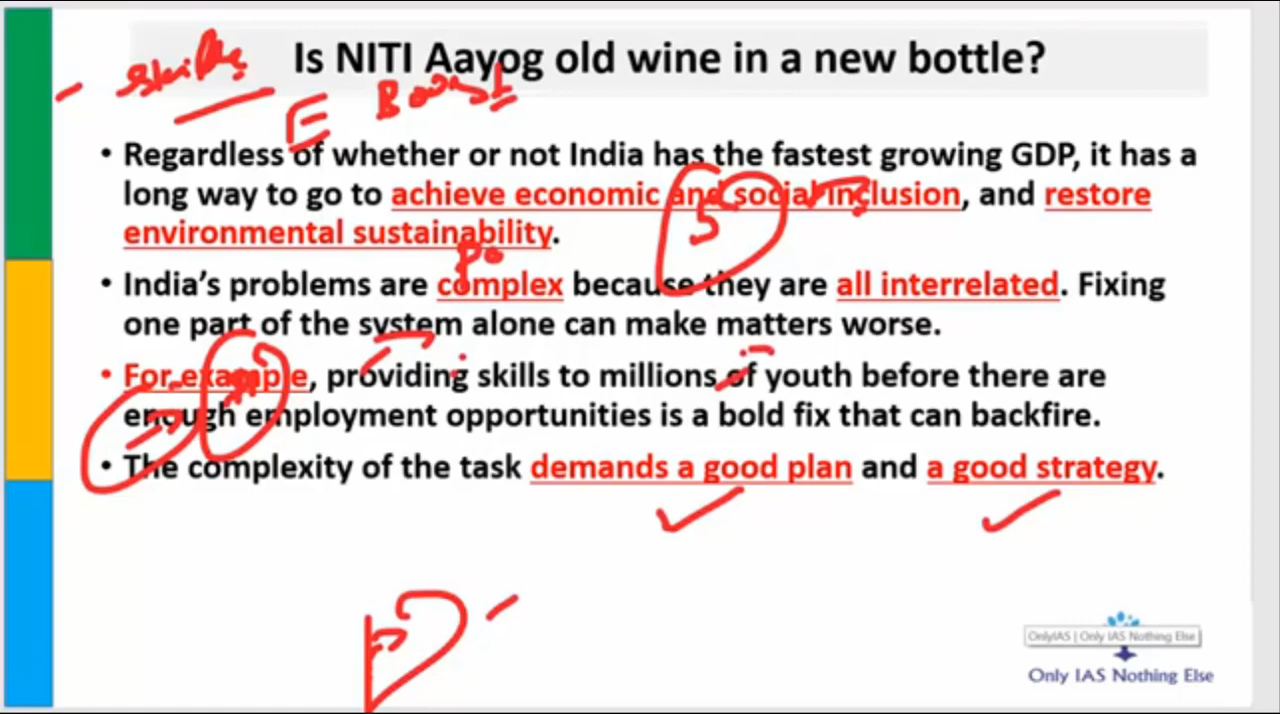 Is NITI Aayog old wine in a new bottle?
- Skills
E Boost
• Regardless of whether or not India has the fastest growing GDP, it has a
long way to go to achieve economic and social inclusion, and restore
environmental sustainability.
• India’s problems are complex because they are all interrelated. Fixing
one part of the system alone can make matters worse.
• For example, providing skills to millions of youth before there are
enough employment opportunities is a bold fix that can backfire.
• The complexity of the task demands a good plan and a good strategy.
OnlyIAS | Only IAS Nothing Else
Only IAS Nothing Else